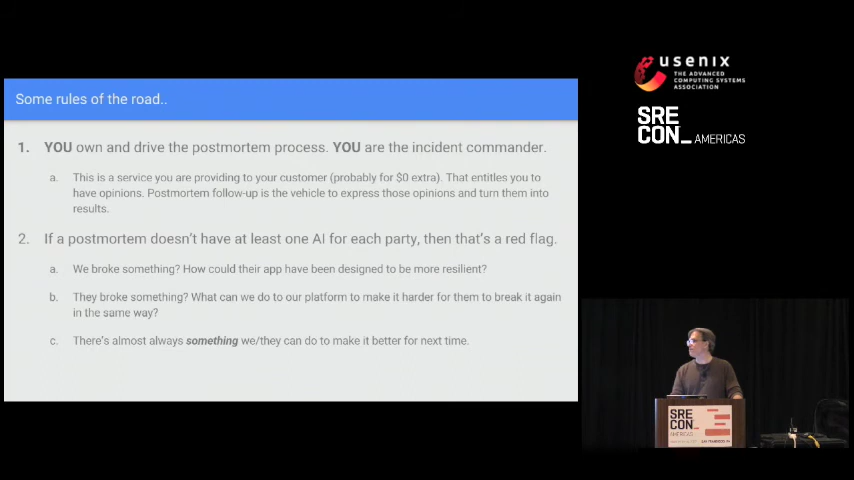 Some rules of the road..
1. YOU own and drive the postmortem process. YOU are the incident commander.
a. This is a service you are providing to your customer (probably for $0 extra). That entitles you to
have opinions. Postmortem follow-up is the vehicle to express those opinions and turn them into
results.
2. If a postmortem doesn't have at least one AI for each party, then that's a red flag.
a. We broke something? How could their app have been designed to be more resilient?
b. They broke something? What can we do to our platform to make it harder for them to break it again
in the same way?
c. There's almost always something we/they can do to make it better for next time.
usenix
THE ADVANCED
COMPUTING SYSTEMS
ASSOCIATION
SRE
CON_ AMERICAS
SRE
CON_
AMERICAS